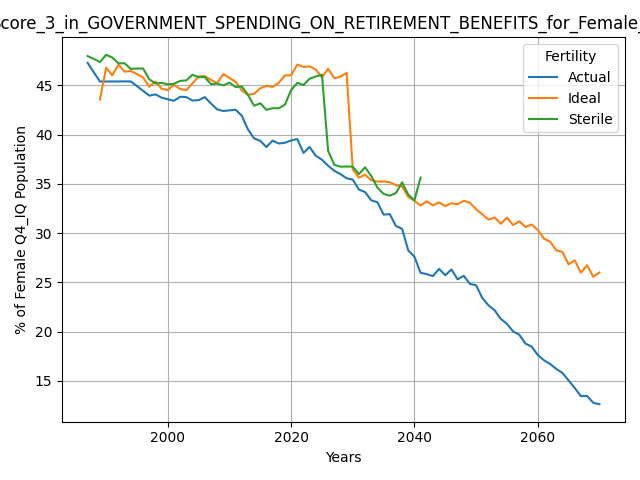 core_3_in_GOVERNMENT_SPENDING_ON_RETIREMENT_BENEFITS_for_Female_
Fertility
Actual
Ideal
Sterile
% of Female Q4_IQ Population
45
40
35
30
25
20
15
2000
2020
2040
2060
Years